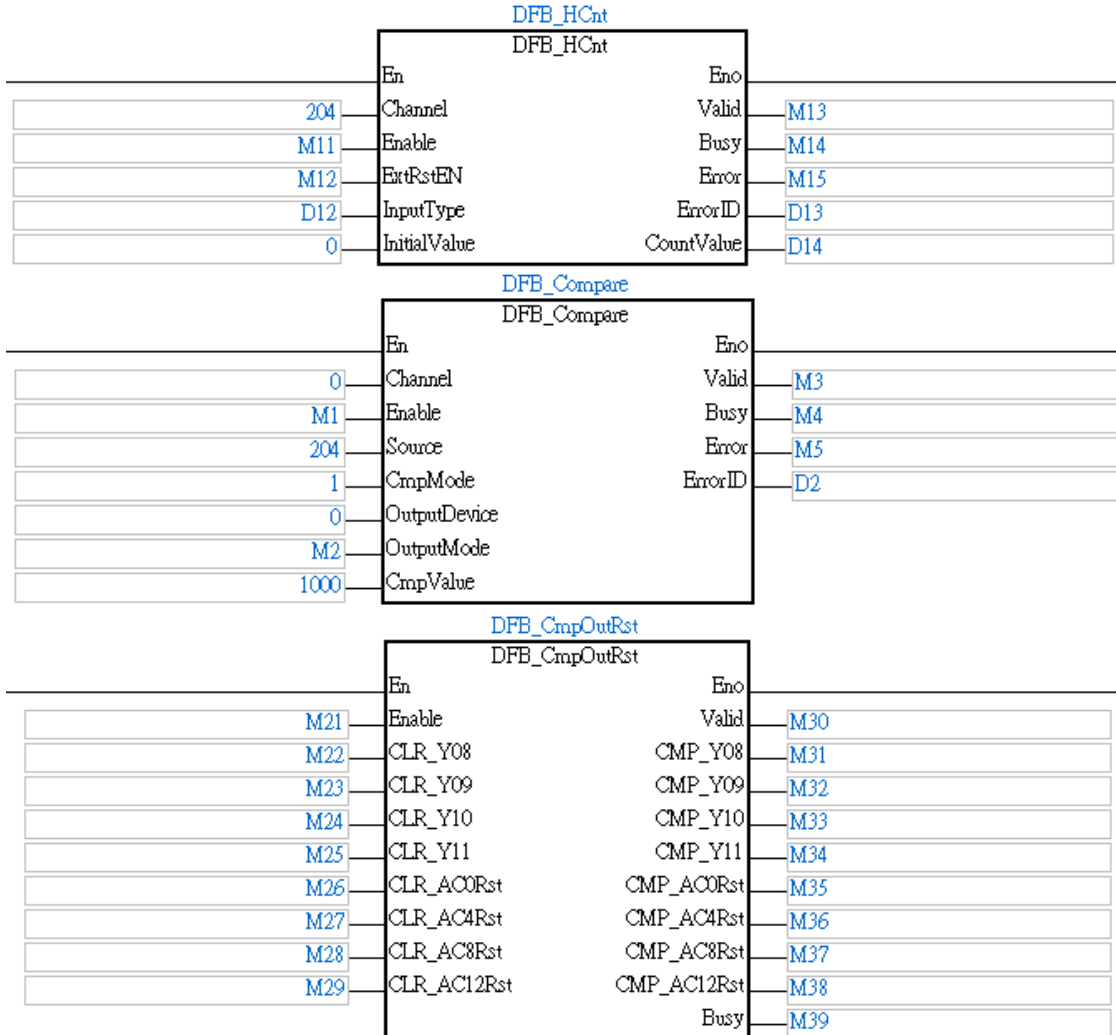 DFB_HCnt
DFB_HCnt
En Eno
204 Channel Valid M13
M11 Enable Busy M14
M12 ExtRstEN Error M15
D12 InputType ErrorID D13
0 InitialValue CountValue D14
DFB_Compare
DFB_Compare
En Eno
0 Channel Valid M3
M1 Enable Busy M4
204 Source Error M5
1 CmpMode ErrorID D2
0 OutputDevice
M2 OutputMode
1000 CmpValue
DFB_CmpOutRst
DFB_CmpOutRst
En Eno
M21 Enable Valid M30
M22 CLR_Y08 CMP_Y08 M31
M23 CLR_Y09 CMP_Y09 M32
M24 CLR_Y10 CMP_Y10 M33
M25 CLR_Y11 CMP_Y11 M34
M26 CLR_AC0Rst CMP_AC0Rst M35
M27 CLR_AC4Rst CMP_AC4Rst M36
M28 CLR_AC8Rst CMP_AC8Rst M37
M29 CLR_AC12Rst CMP_AC12Rst M38
Busy M39